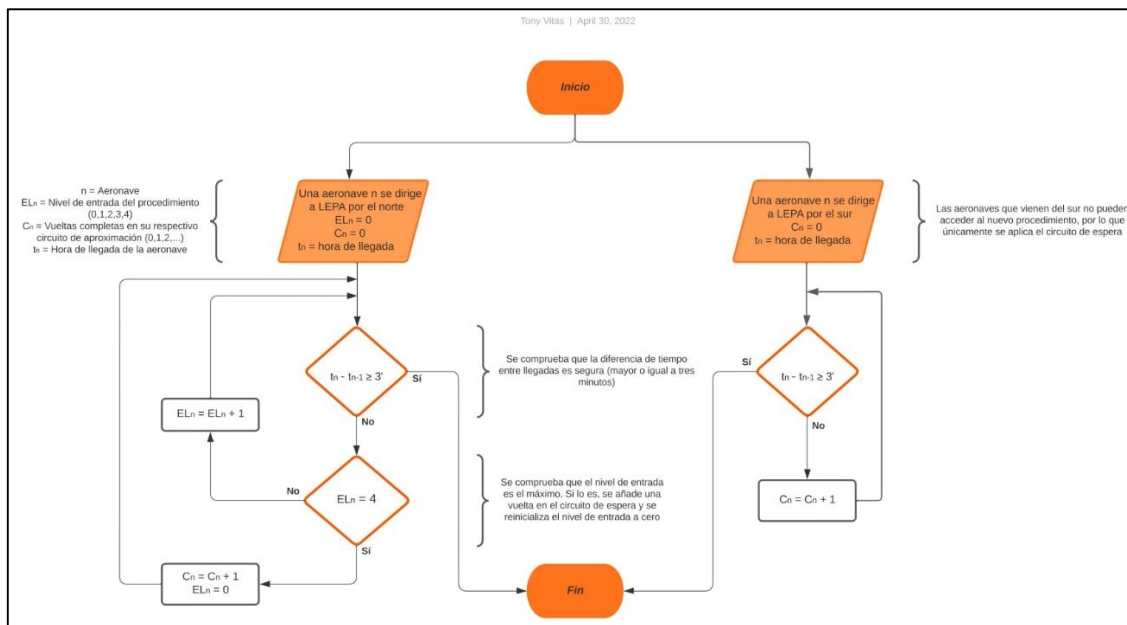 Tony Vitas | April 30, 2022
Inicio
n = Aeronave
ELn = Nivel de entrada del procedimiento
(0,1,2,3,4)
Cn = Vueltas completas en su respectivo
circuito de aproximación (0,1,2,...)
tn = Hora de llegada de la aeronave
Una aeronave n se dirige
a LEPA por el norte
ELn = 0
Cn = 0
tn = hora de llegada
Una aeronave n se dirige
a LEPA por el sur
Cn = 0
tn = hora de llegada
Las aeronaves que vienen del sur no pueden
acceder al nuevo procedimiento, por lo que
únicamente se aplica el circuito de espera
tn - tn-1 ≥ 3'
Sí
No
Se comprueba que la diferencia de tiempo
entre llegadas es segura (mayor o igual a tres
minutos)
Sí
tn - tn-1 ≥ 3'
No
ELn = ELn + 1
No
ELn = 4
Sí
Se comprueba que el nivel de entrada
es el máximo. Si lo es, se añade una
vuelta en el circuito de espera y se
reinicializa el nivel de entrada a cero
Cn = Cn + 1
Cn = Cn + 1
ELn = 0
Fin